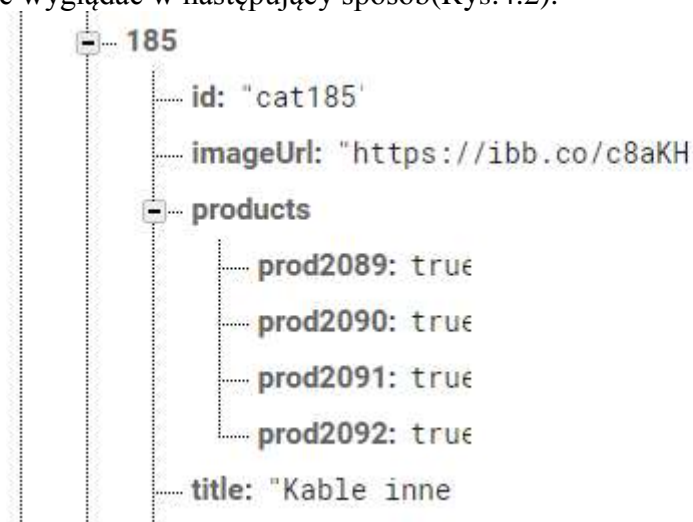 wyglądać w następujący sposób(Rys.4.2).
185
id: "cat185"
imageUrl: "https://ibb.co/c8aKH
products
prod2089: true
prod2090: true
prod2091: true
prod2092: true
title: "Kable inne